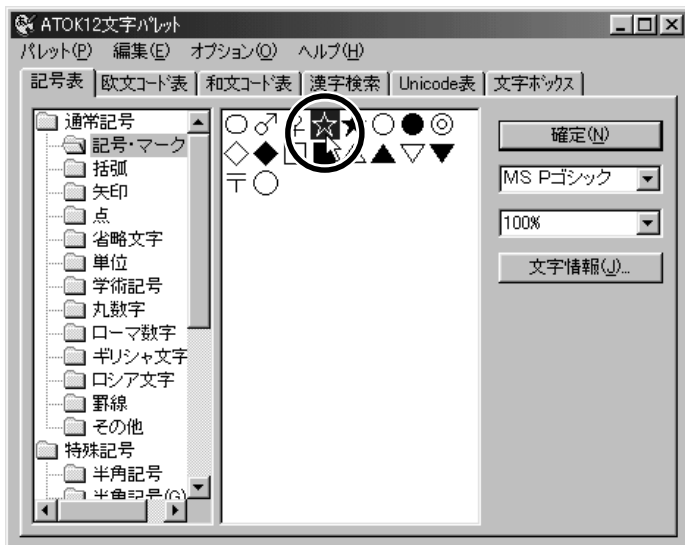 ATOK12文字パレット
パレット(P) 編集(E) オプション(O) ヘルプ(H)
記号表 欧文コード表 和文コード表 漢字検索 Unicode表 文字ボックス
通常記号
記号・マーク
括弧
矢印
点
省略文字
単位
学術記号
丸数字
ローマ数字
ギリシャ文字
ロシア文字
罫線
その他
特殊記号
半角記号
半角記号(G)
○♂♀☆★○●◎
◇◆□■△▲▽▼
〒○
確定(N)
MS Pゴシック
100%
文字情報(J)...